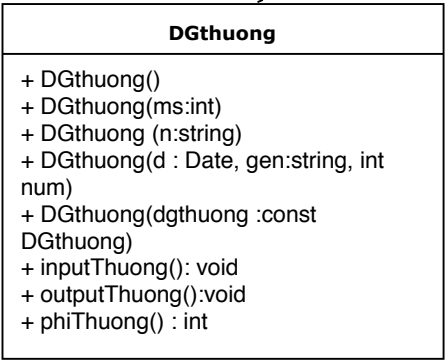 DGthuong
+ DGthuong()
+ DGthuong(ms:int)
+ DGthuong (n:string)
+ DGthuong(d : Date, gen:string, int
num)
+ DGthuong(dgthuong :const
DGthuong)
+ inputThuong(): void
+ outputThuong():void
+ phiThuong() : int